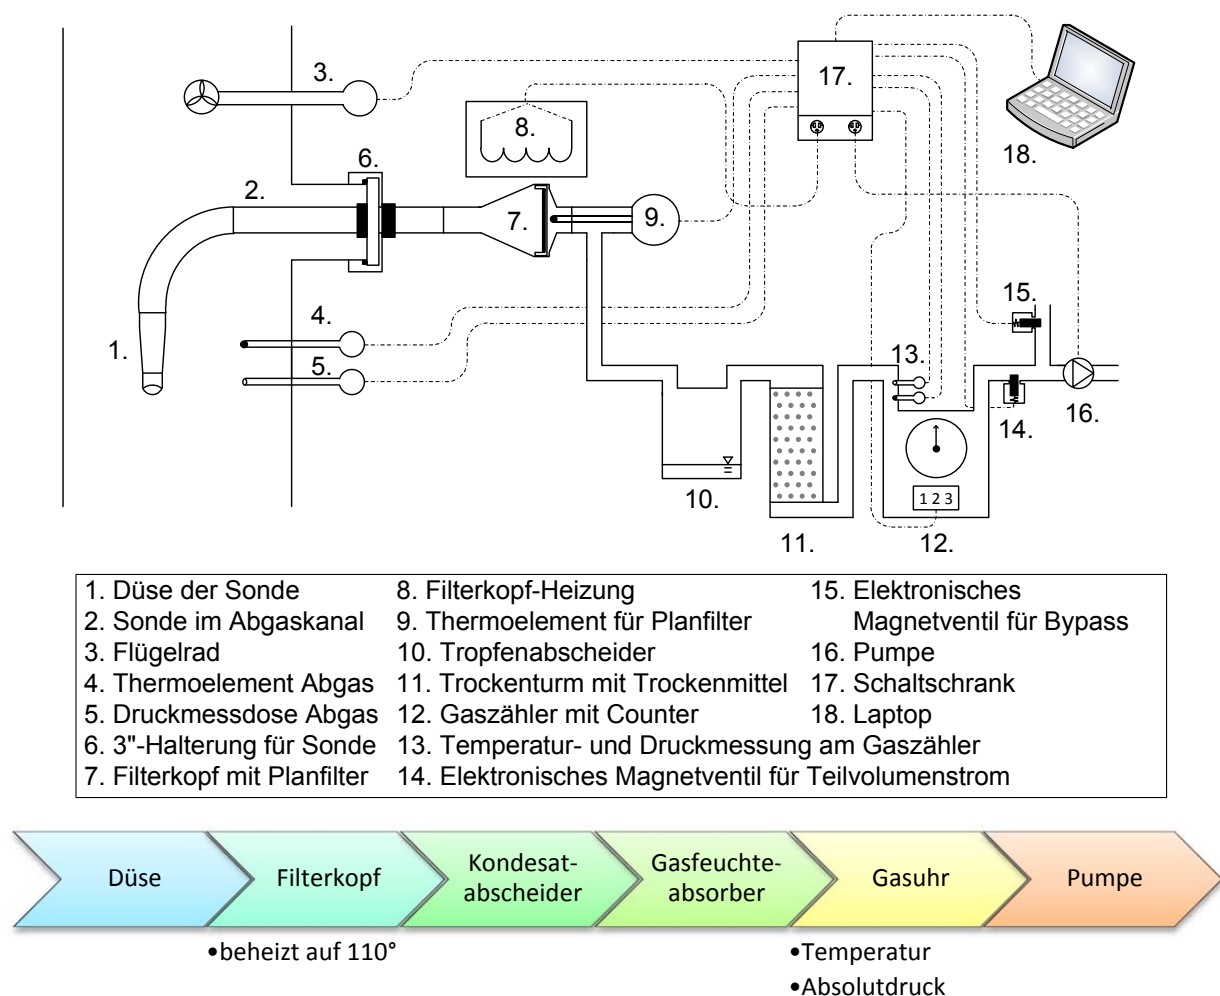 3.
17.
8.
18.
6.
2.
7.
9.
15.
4.
1.
5.
13.
16.
14.
10.
1 2 3
11.
12.
1. Düse der Sonde
2. Sonde im Abgaskanal
3. Flügelrad
4. Thermoelement Abgas
5. Druckmessdose Abgas
6. 3"-Halterung für Sonde
7. Filterkopf mit Planfilter
8. Filterkopf-Heizung
9. Thermoelement für Planfilter
10. Tropfenabscheider
11. Trockenturm mit Trockenmittel
12. Gaszähler mit Counter
13. Temperatur- und Druckmessung am Gaszähler
14. Elektronisches Magnetventil für Teilvolumenstrom
15. Elektronisches
Magnetventil für Bypass
16. Pumpe
17. Schaltschrank
18. Laptop
Düse
Filterkopf
Kondesat-
abscheider
Gasfeuchte-
absorber
Gasuhr
Pumpe
•beheizt auf 110°
•Temperatur
•Absolutdruck